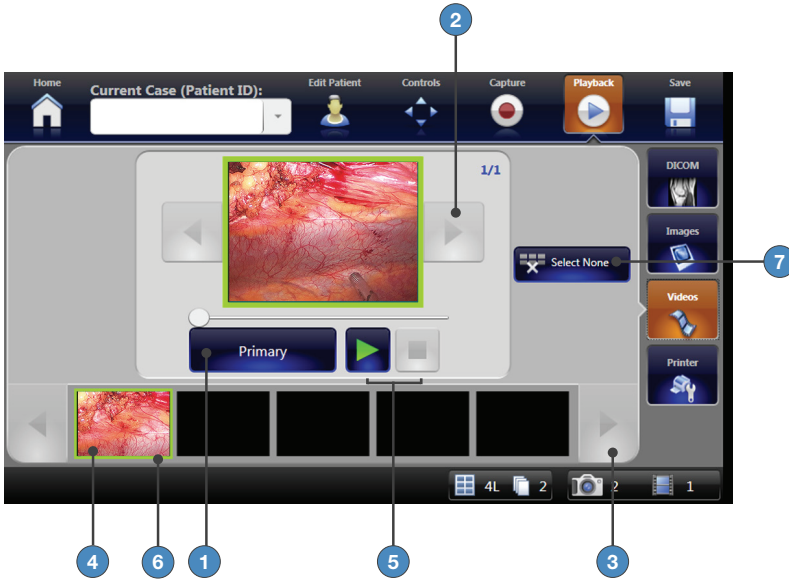 2
Home
Current Case (Patient ID):
Edit Patient
Controls
Capture
Playback
Save
1/1
DICOM
Images
Select None
7
Videos
Primary
Printer
4L
2
2
1
4
6
1
5
3